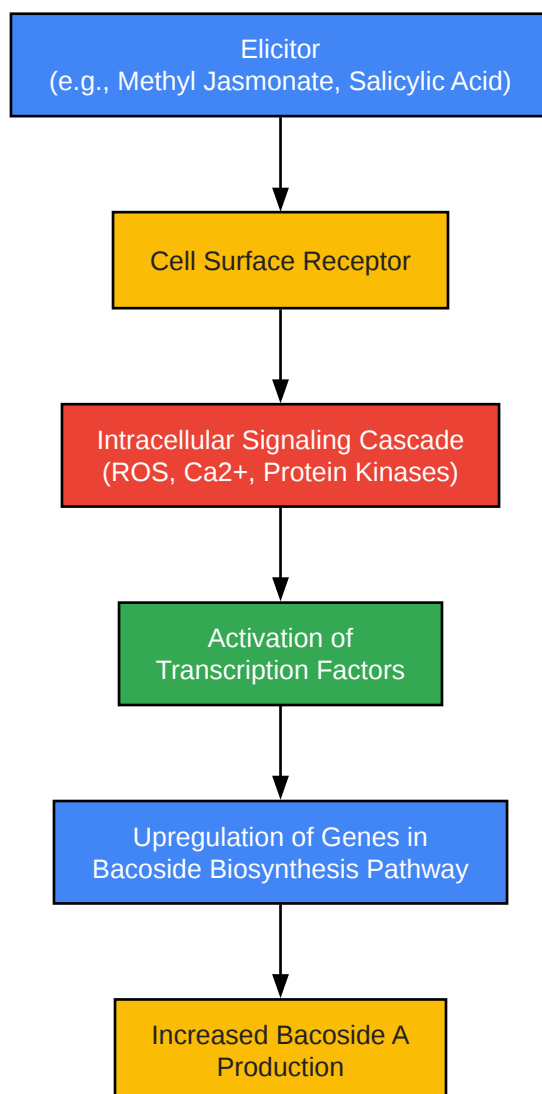 Elicitor
(e.g., Methyl Jasmonate, Salicylic Acid)
Cell Surface Receptor
Intracellular Signaling Cascade
(ROS, Ca2+, Protein Kinases)
Activation of
Transcription Factors
Upregulation of Genes in
Bacoside Biosynthesis Pathway
Increased Bacoside A
Production